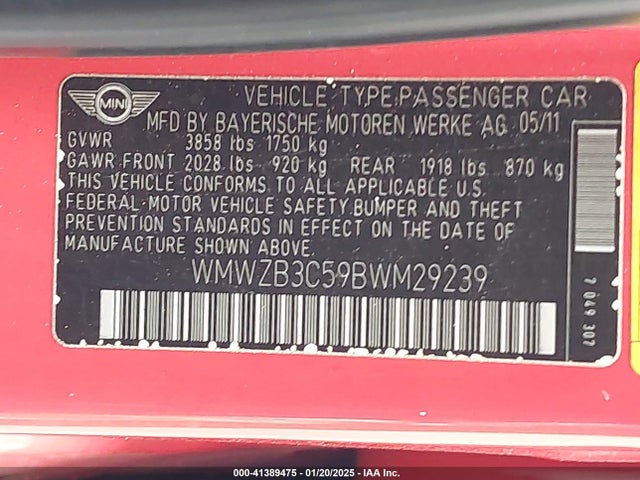 MINI
VEHICLE TYPE:PASSENGER CAR
MFD BY BAYERISCHE MOTOREN WERKE AG 05/11
GVWR 3858 lbs 1750 kg
GAWR FRONT 2028 lbs 920 kg REAR 1918 lbs 870 kg
THIS VEHICLE CONFORMS TO ALL APPLICABLE U.S.
FEDERAL-MOTOR VEHICLE SAFETY,BUMPER AND THEFT
PREVENTION STANDARDS IN EFFECT ON THE DATE OF
MANUFACTURE SHOWN ABOVE.
WMWZB3C59BWM29239
7 049 307
000-41389475 — 01/20/2025 — IAA Inc.